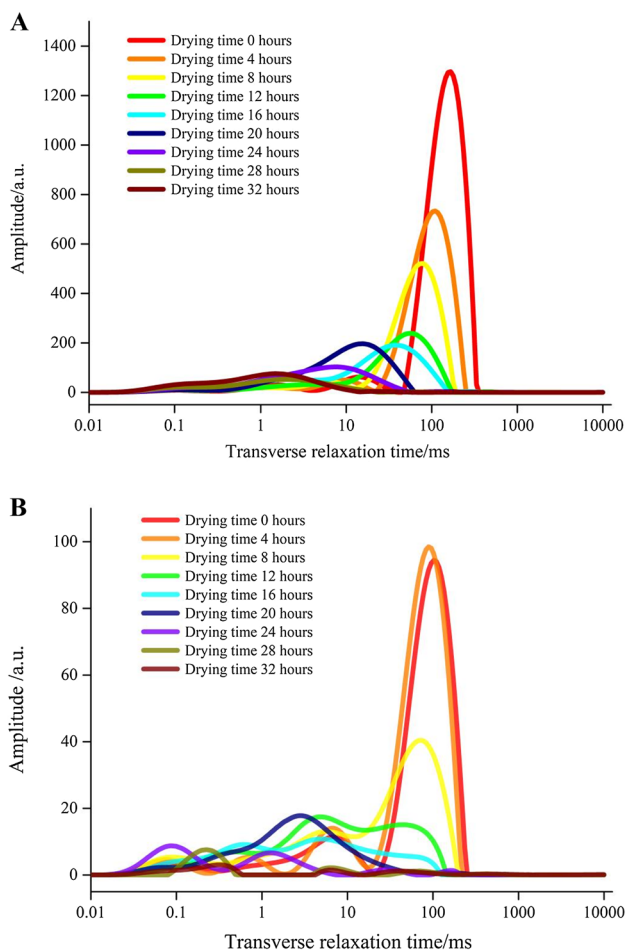 A
1400
1200
1000
800
600
400
200
0
Amplitude/a.u.
Drying time 0 hours
Drying time 4 hours
Drying time 8 hours
Drying time 12 hours
Drying time 16 hours
Drying time 20 hours
Drying time 24 hours
Drying time 28 hours
Drying time 32 hours
0.01 0.1 1 10 100 1000 10000
Transverse relaxation time/ms
B
100
80
60
40
20
0
Amplitude /a.u.
Drying time 0 hours
Drying time 4 hours
Drying time 8 hours
Drying time 12 hours
Drying time 16 hours
Drying time 20 hours
Drying time 24 hours
Drying time 28 hours
Drying time 32 hours
0.01 0.1 1 10 100 1000 10000
Transverse relaxation time/ms